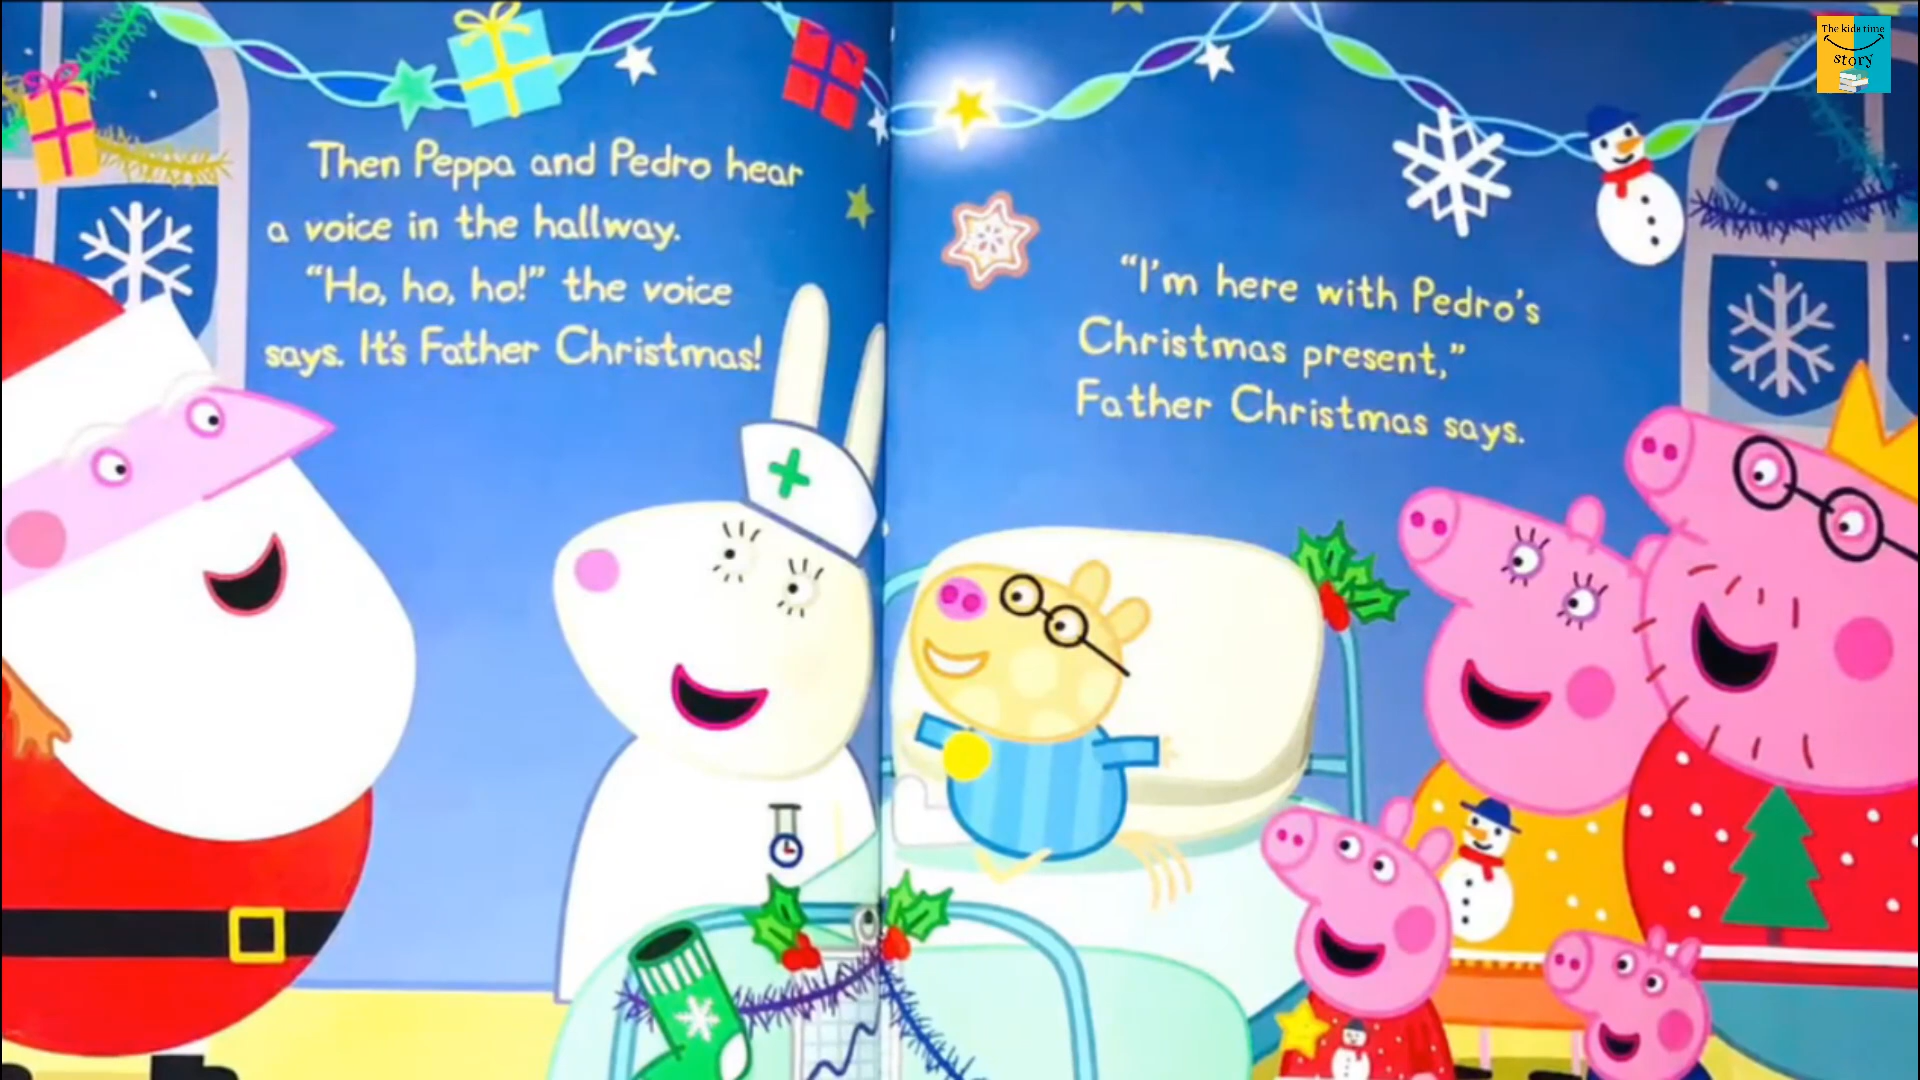 The kids time
story
Then Peppa and Pedro hear
a voice in the hallway.
“Ho, ho, ho!” the voice
says. It’s Father Christmas!
“I’m here with Pedro’s
Christmas present,”
Father Christmas says.